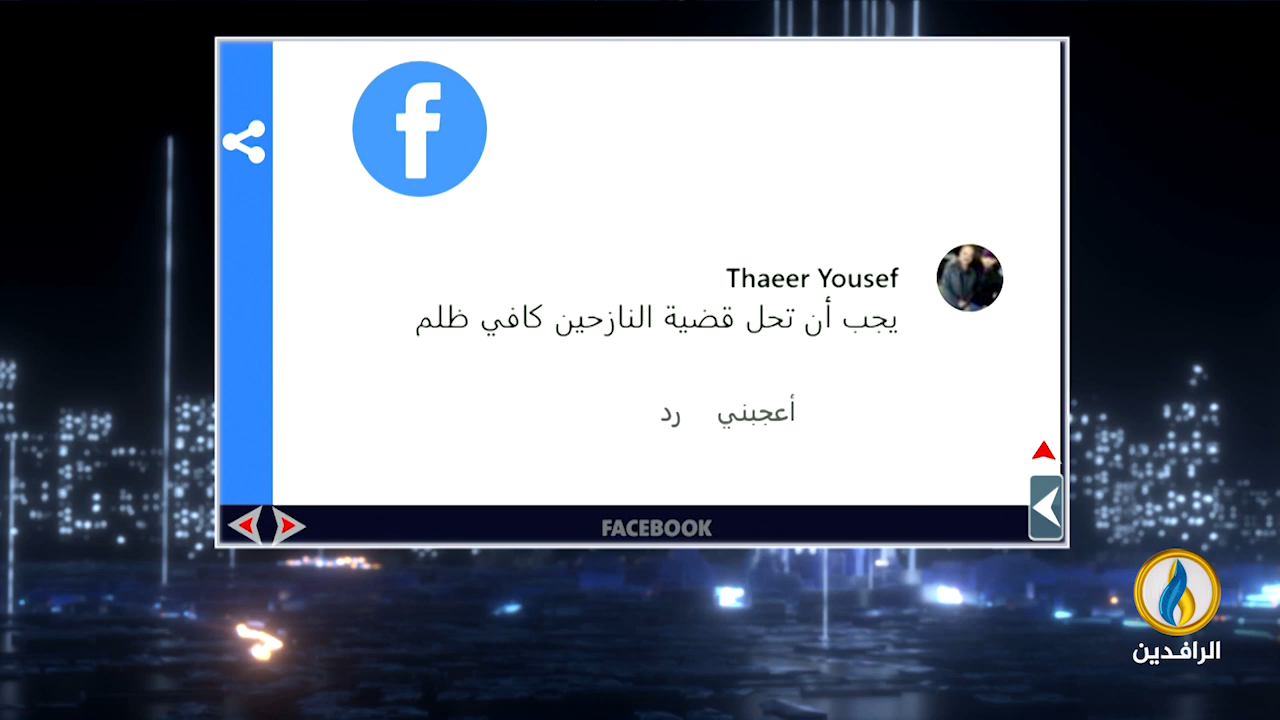 Thaeer Yousef
يجب أن تحل قضية النازحين كافي ظلم
أعجبني رد
FACEBOOK
الرافدين